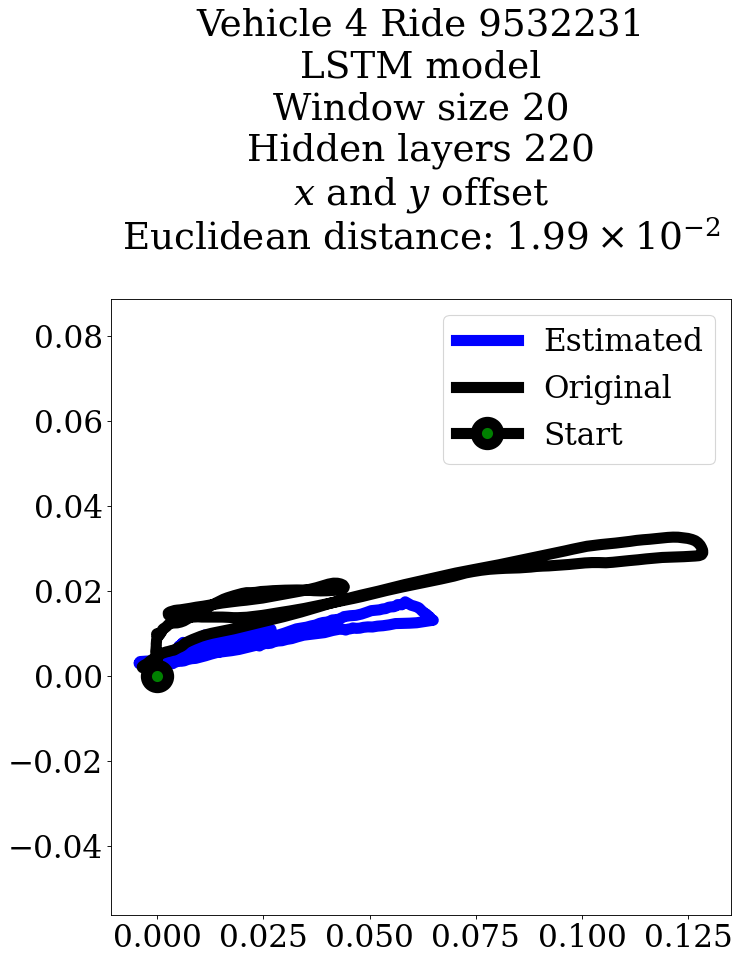 Vehicle 4 Ride 9532231
LSTM model
Window size 20
Hidden layers 220
x and y offset
Euclidean distance: 1.99 × 10⁻²
Estimated
Original
Start
0.08
0.06
0.04
0.02
0.00
−0.02
−0.04
0.000 0.025 0.050 0.075 0.100 0.125